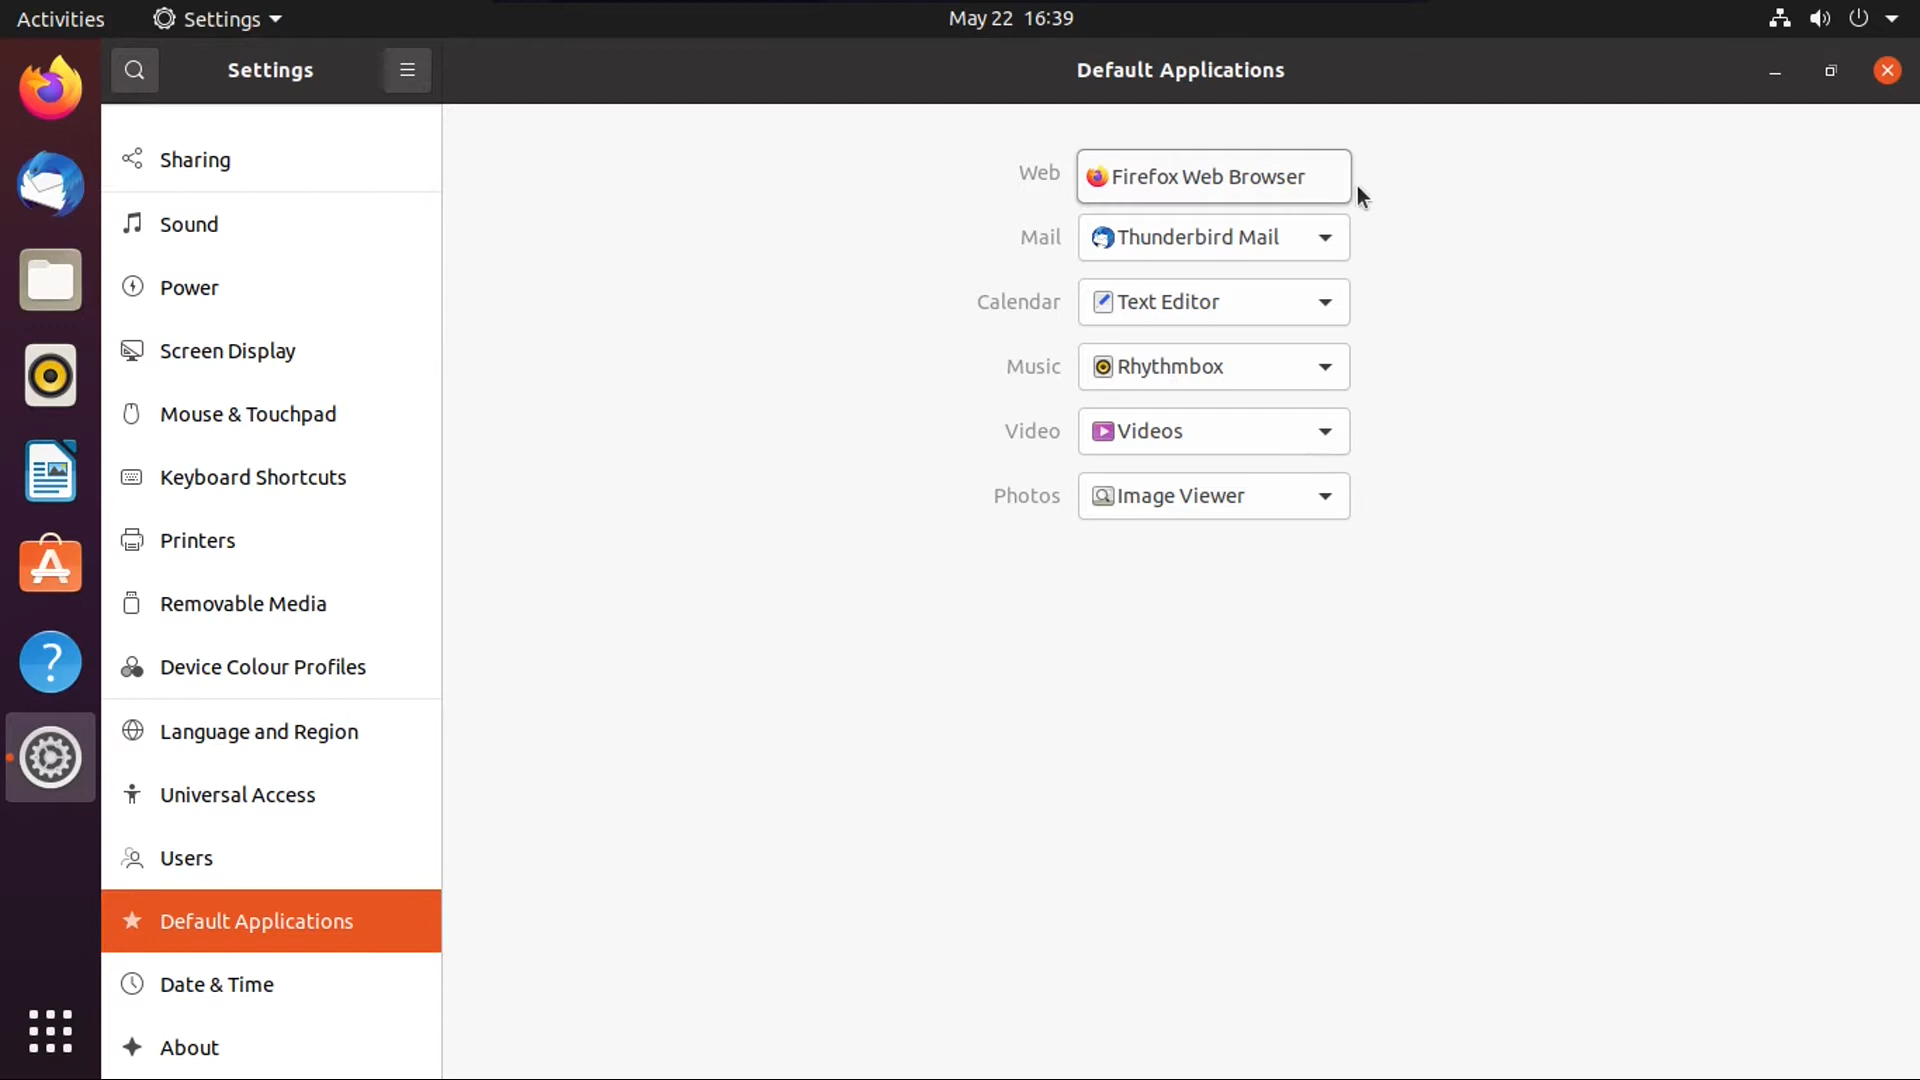 Activities
Settings
May 22 16:39
Settings
Default Applications
Sharing
Sound
Power
Screen Display
Mouse & Touchpad
Keyboard Shortcuts
Printers
Removable Media
Device Colour Profiles
Language and Region
Universal Access
Users
Default Applications
Date & Time
About
Web Firefox Web Browser
Mail Thunderbird Mail
Calendar Text Editor
Music Rhythmbox
Video Videos
Photos Image Viewer